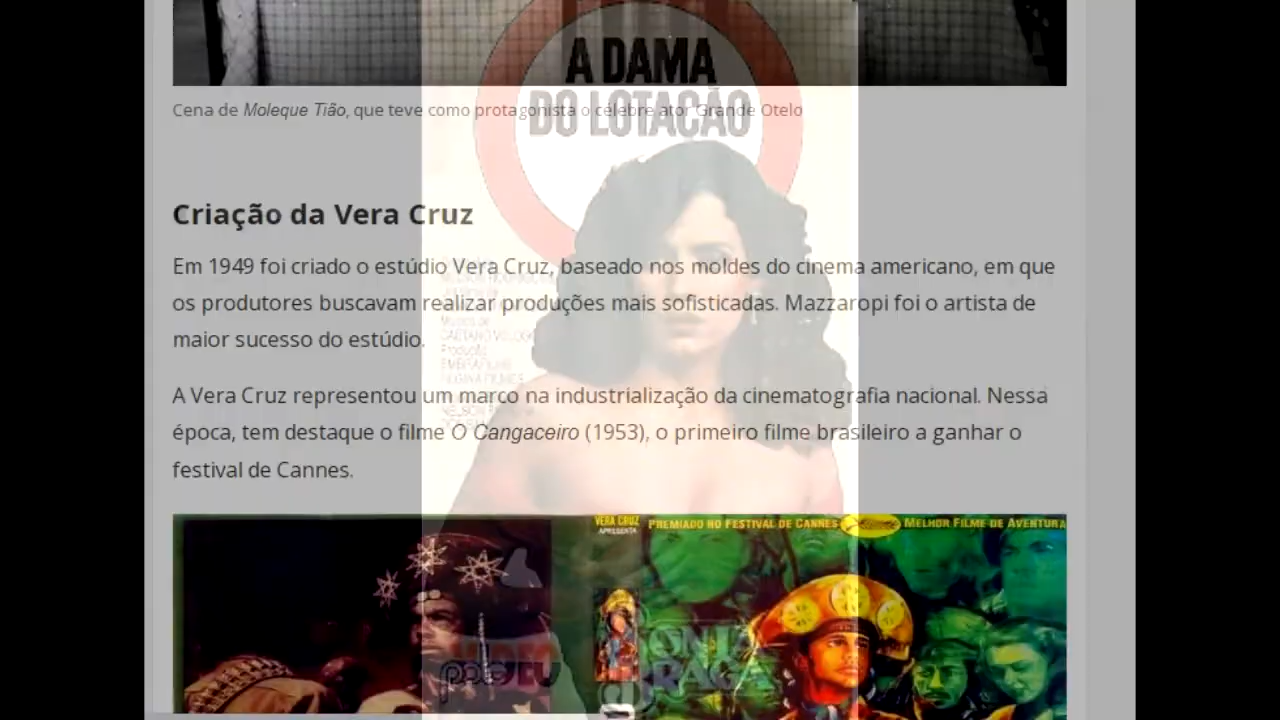 A DAMA
DO LOTAÇÃO
Cena de Moleque Tião, que teve como protagonista o célebre ator Grande Otelo
Criação da Vera Cruz
Em 1949 foi criado o estúdio Vera Cruz, baseado nos moldes do cinema americano, em que
os produtores buscavam realizar produções mais sofisticadas. Mazzaropi foi o artista de
maior sucesso do estúdio.
A Vera Cruz representou um marco na industrialização da cinematografia nacional. Nessa
época, tem destaque o filme O Cangaceiro (1953), o primeiro filme brasileiro a ganhar o
festival de Cannes.
VERA CRUZ
APRESENTA
PREMIADO NO FESTIVAL DE CANNES
MELHOR FILME DE AVENTURA